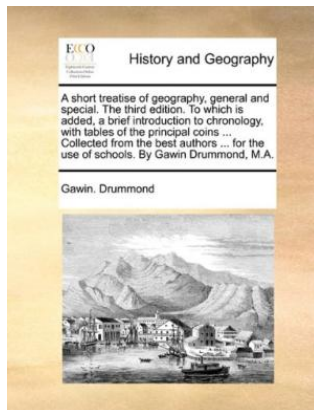 ECCO
History and Geography
A short treatise of geography, general and
special. The third edition. To which is
added, a brief introduction to chronology,
with tables of the principal coins ...
Collected from the best authors ... for the
use of schools. By Gawin Drummond, M.A.
Gawin. Drummond